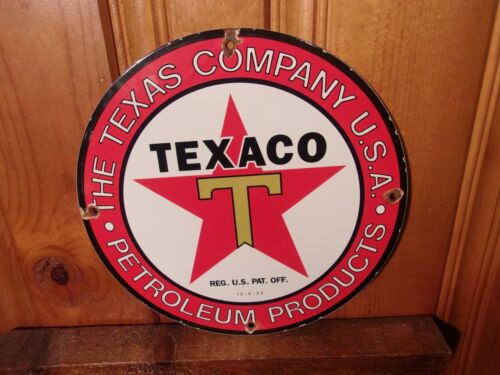 THE TEXAS COMPANY U.S.A.
TEXACO
T
REG. U.S. PAT. OFF.
• PETROLEUM PRODUCTS •